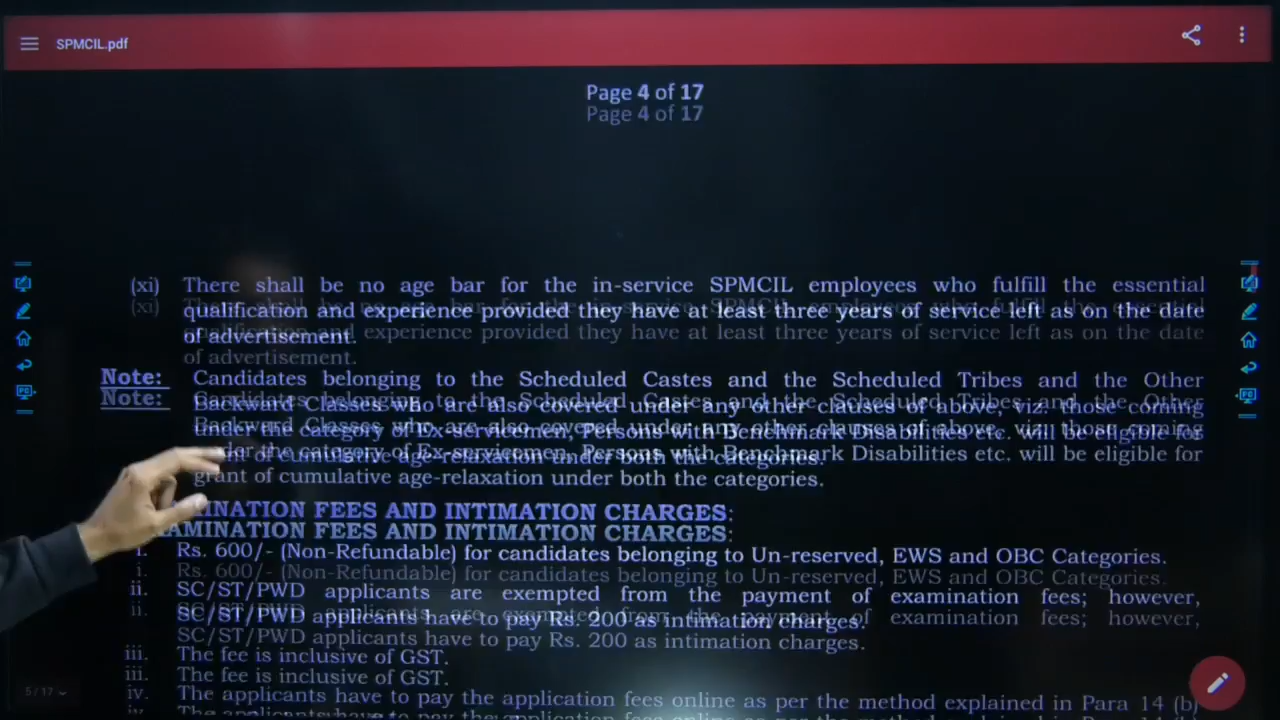 SPMCIL.pdf
Page 4 of 17
(xi) There shall be no age bar for the in-service SPMCIL employees who fulfill the essential
qualification and experience provided they have at least three years of service left as on the date
of advertisement.
Note: Candidates belonging to the Scheduled Castes and the Scheduled Tribes and the Other
Backward Classes who are also covered under any other clauses of above, viz. those coming
under the category of Ex-servicemen, Persons with Benchmark Disabilities etc. will be eligible for
grant of cumulative age-relaxation under both the categories.
EXAMINATION FEES AND INTIMATION CHARGES:
i. Rs. 600/- (Non-Refundable) for candidates belonging to Un-reserved, EWS and OBC Categories.
ii. SC/ST/PWD applicants are exempted from the payment of examination fees; however,
SC/ST/PWD applicants have to pay Rs. 200 as intimation charges.
iii. The fee is inclusive of GST.
iv. The applicants have to pay the application fees online as per the method explained in Para 14 (b)
5 / 17